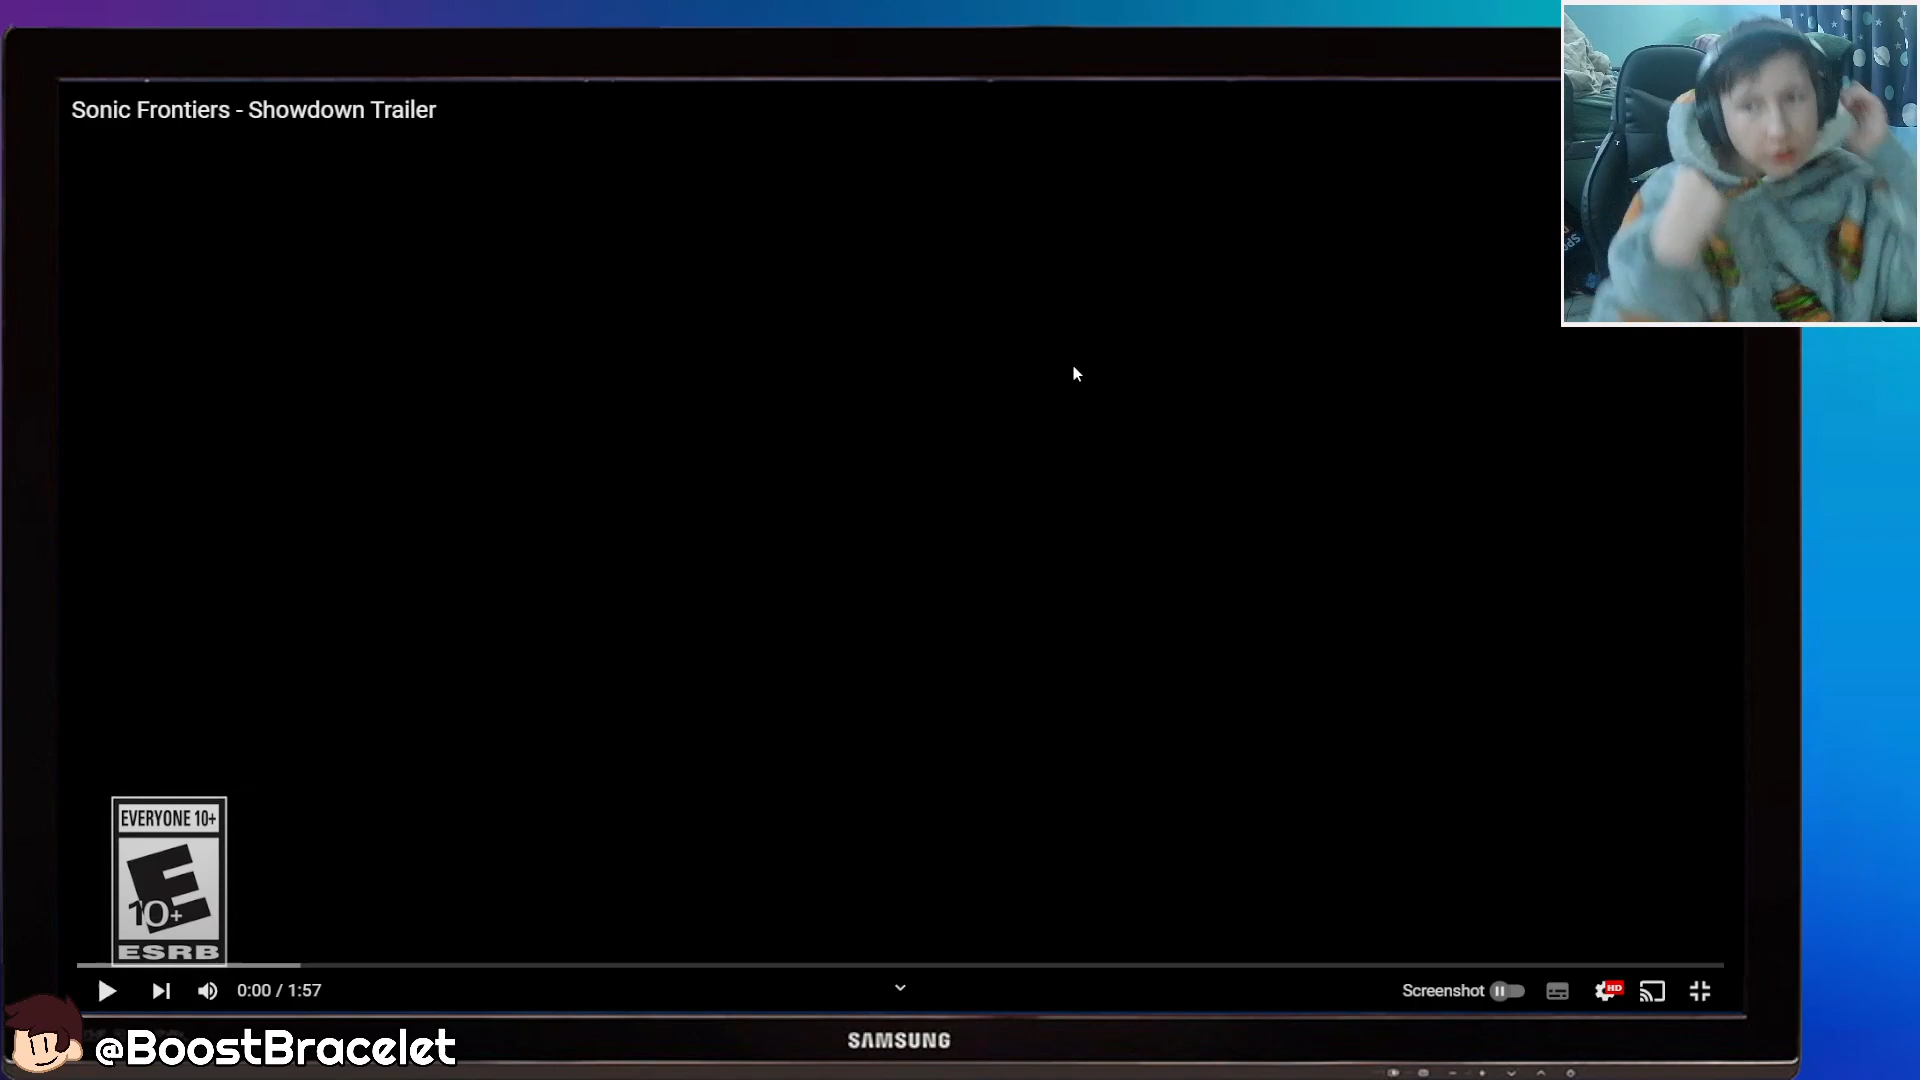 Sonic Frontiers - Showdown Trailer
EVERYONE 10+
E
10+
ESRB
0:00 / 1:57
Screenshot
HD
@BoostBracelet
SAMSUNG